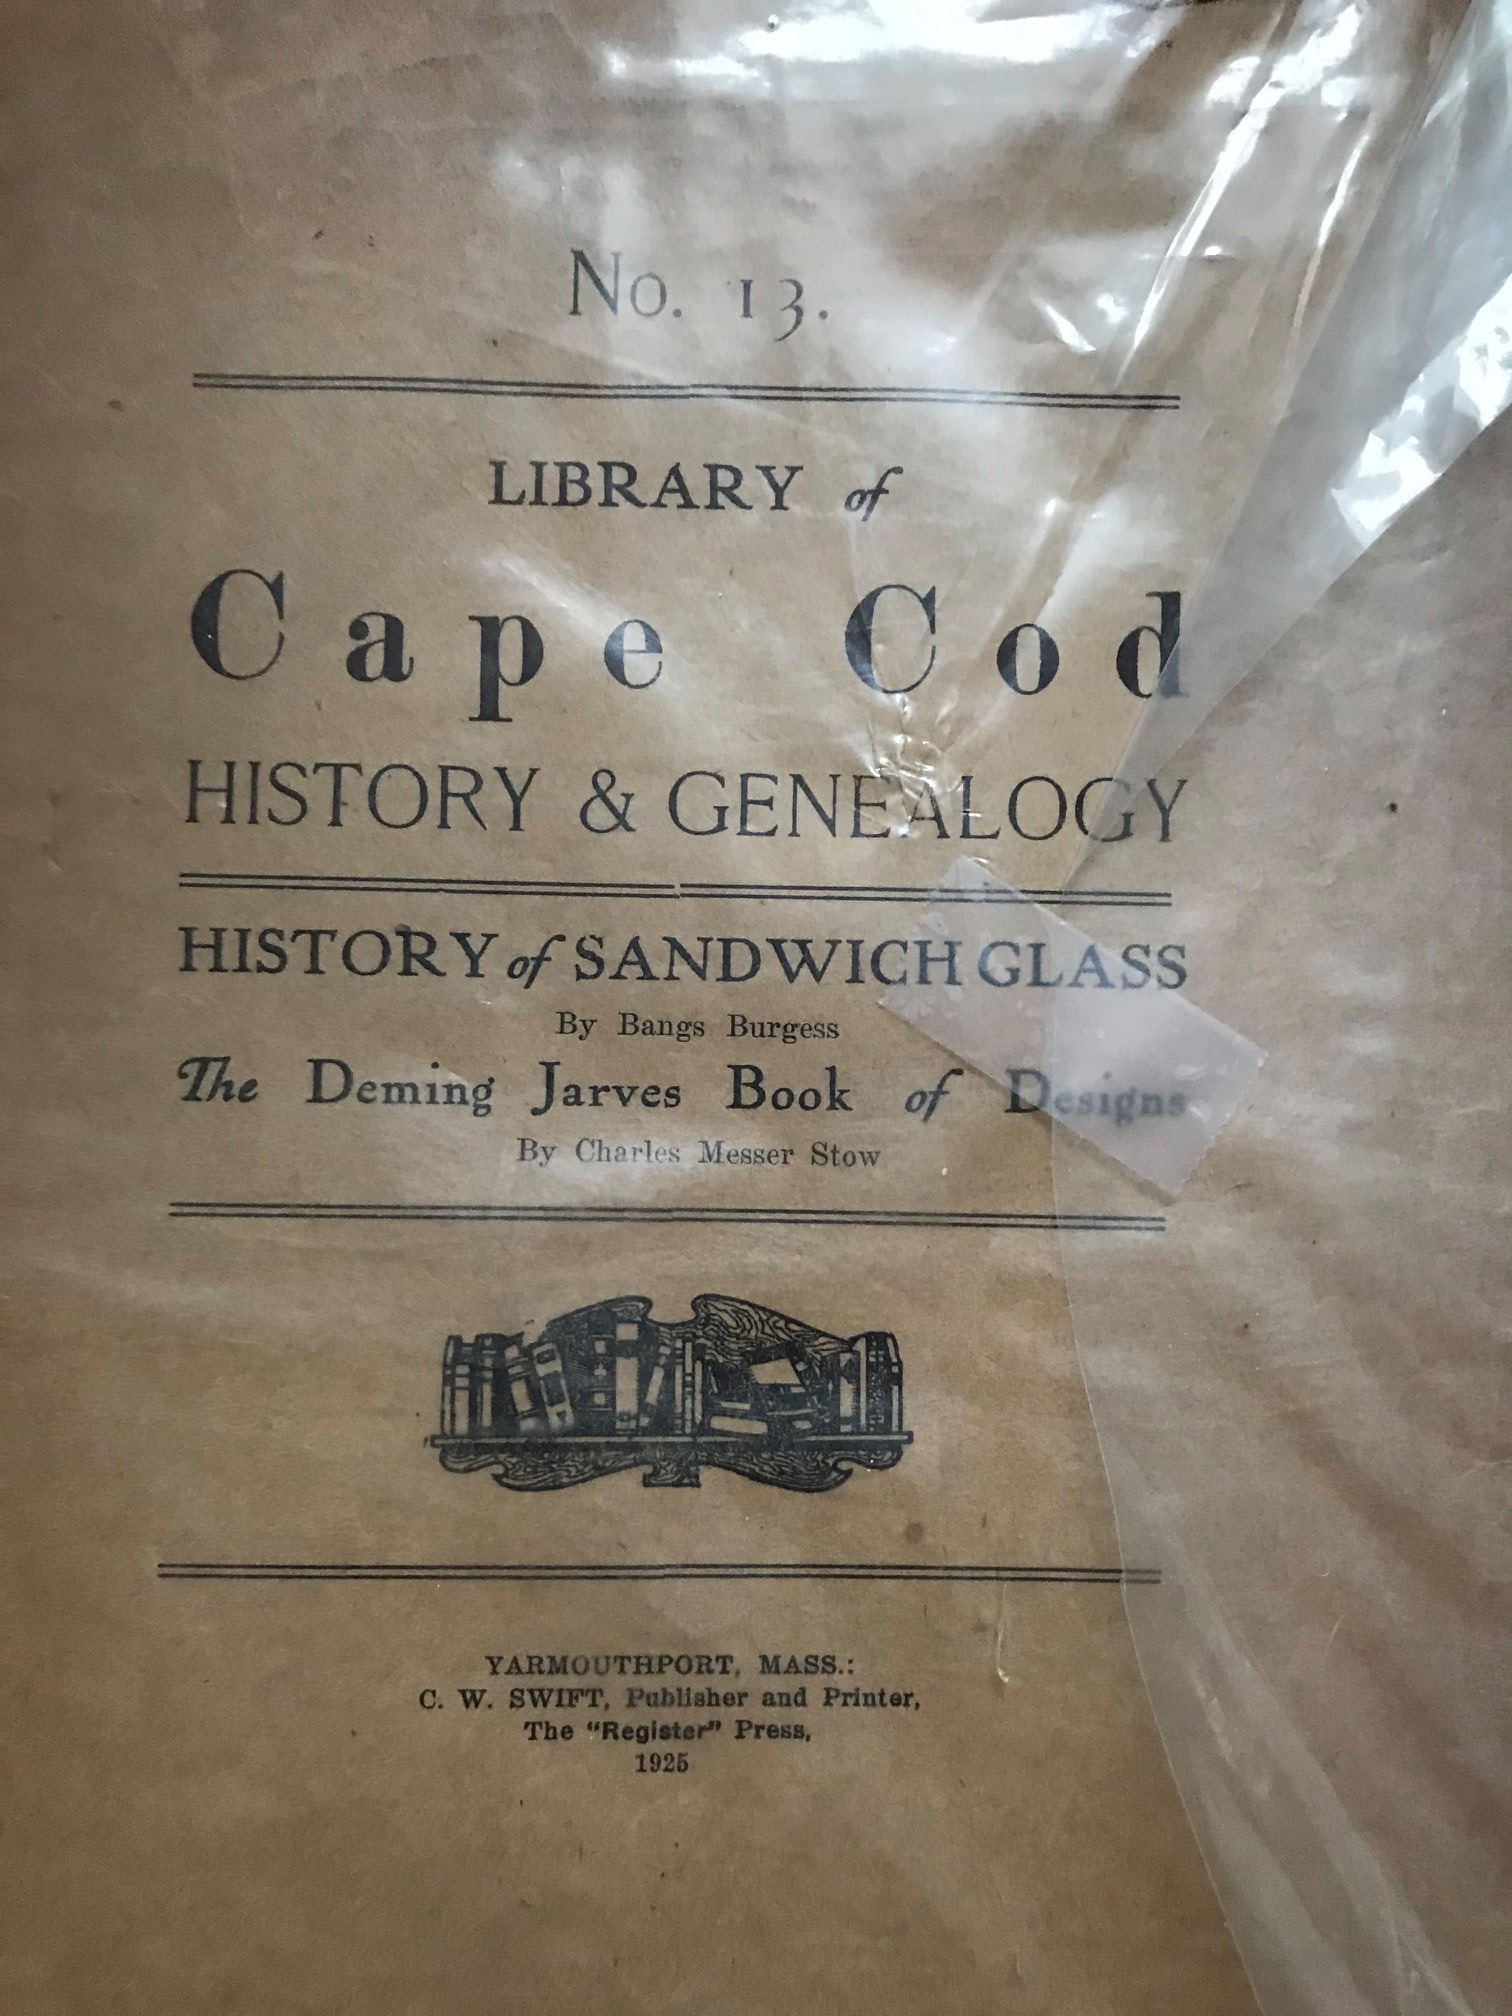 No. 13.
LIBRARY of
Cape Cod
HISTORY & GENEALOGY
HISTORY of SANDWICH GLASS
By Bangs Burgess
The Deming Jarves Book of Designs
By Charles Messer Stow
YARMOUTHPORT, MASS.:
C. W. SWIFT, Publisher and Printer,
The "Register" Press,
1925